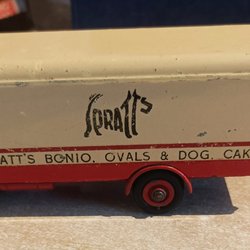 Spratt's
ATT'S BONIO, OVALS & DOG, CAK